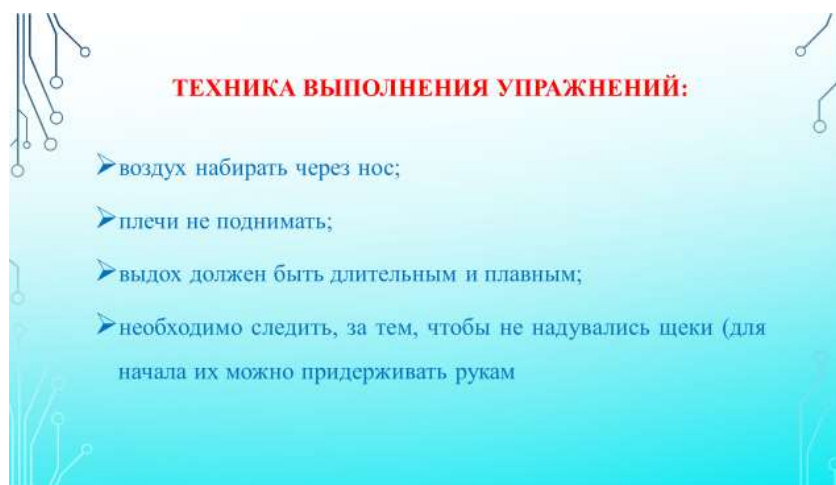 ТЕХНИКА ВЫПОЛНЕНИЯ УПРАЖНЕНИЙ:
➢воздух набирать через нос;
➢плечи не поднимать;
➢выдох должен быть длительным и плавным;
➢необходимо следить, за тем, чтобы не надувались щеки (для
начала их можно придерживать рукам